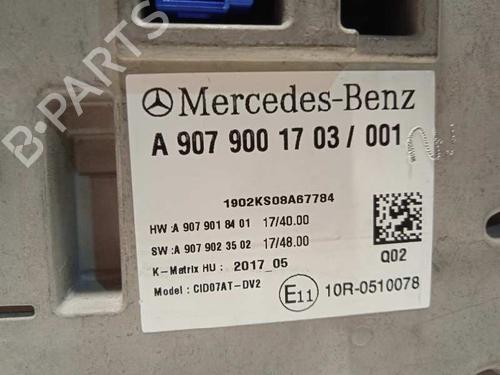 Mercedes-Benz
A 907 900 17 03 / 001
1902KS08A67784
HW :A 907 901 84 01 17/40.00
SW :A 907 902 35 02 17/48.00
K-Matrix HU : 2017_05
Q02
Model : CID07AT-DV2
E11 10R-0510078
B-PARTS